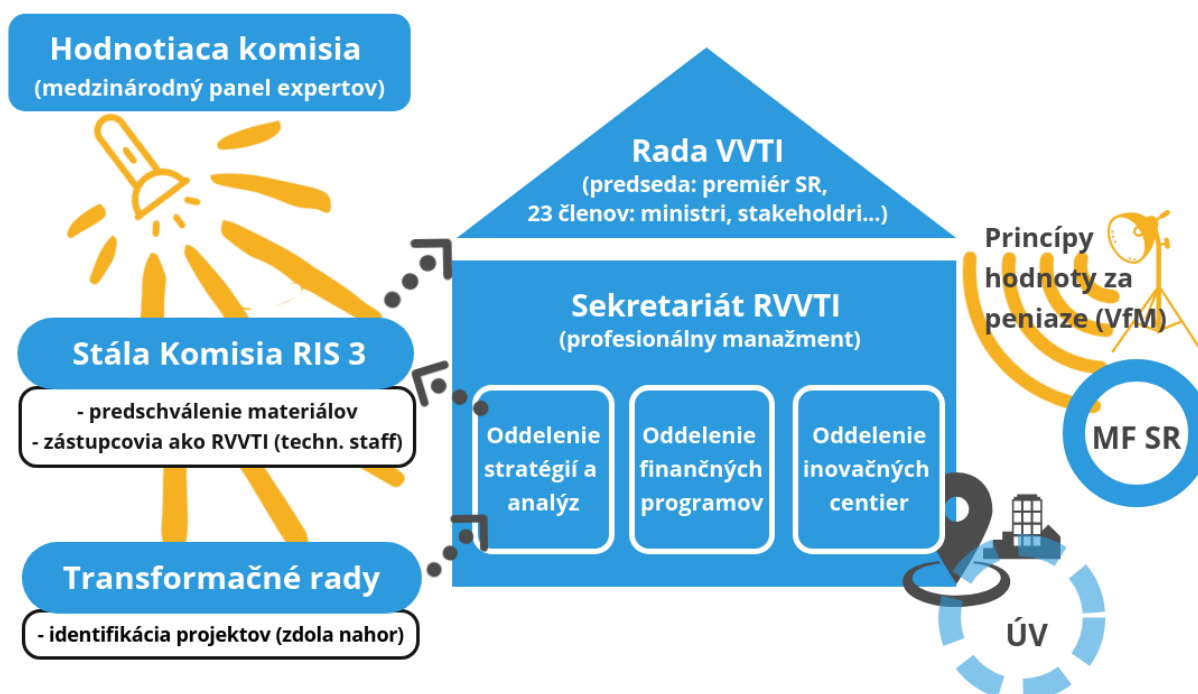 Hodnotiaca komisia
(medzinárodný panel expertov)
Rada VVTI
(predseda: premiér SR,
23 členov: ministri, stakeholdri...)
Princípy
hodnoty za
peniaze (VfM)
Sekretariát RVVTI
(profesionálny manažment)
Stála Komisia RIS 3
- predschválenie materiálov
- zástupcovia ako RVVTI (techn. staff)
Oddelenie
stratégií a
analýz
Oddelenie
finančných
programov
Oddelenie
inovačných
centier
MF SR
Transformačné rady
- identifikácia projektov (zdola nahor)
ÚV